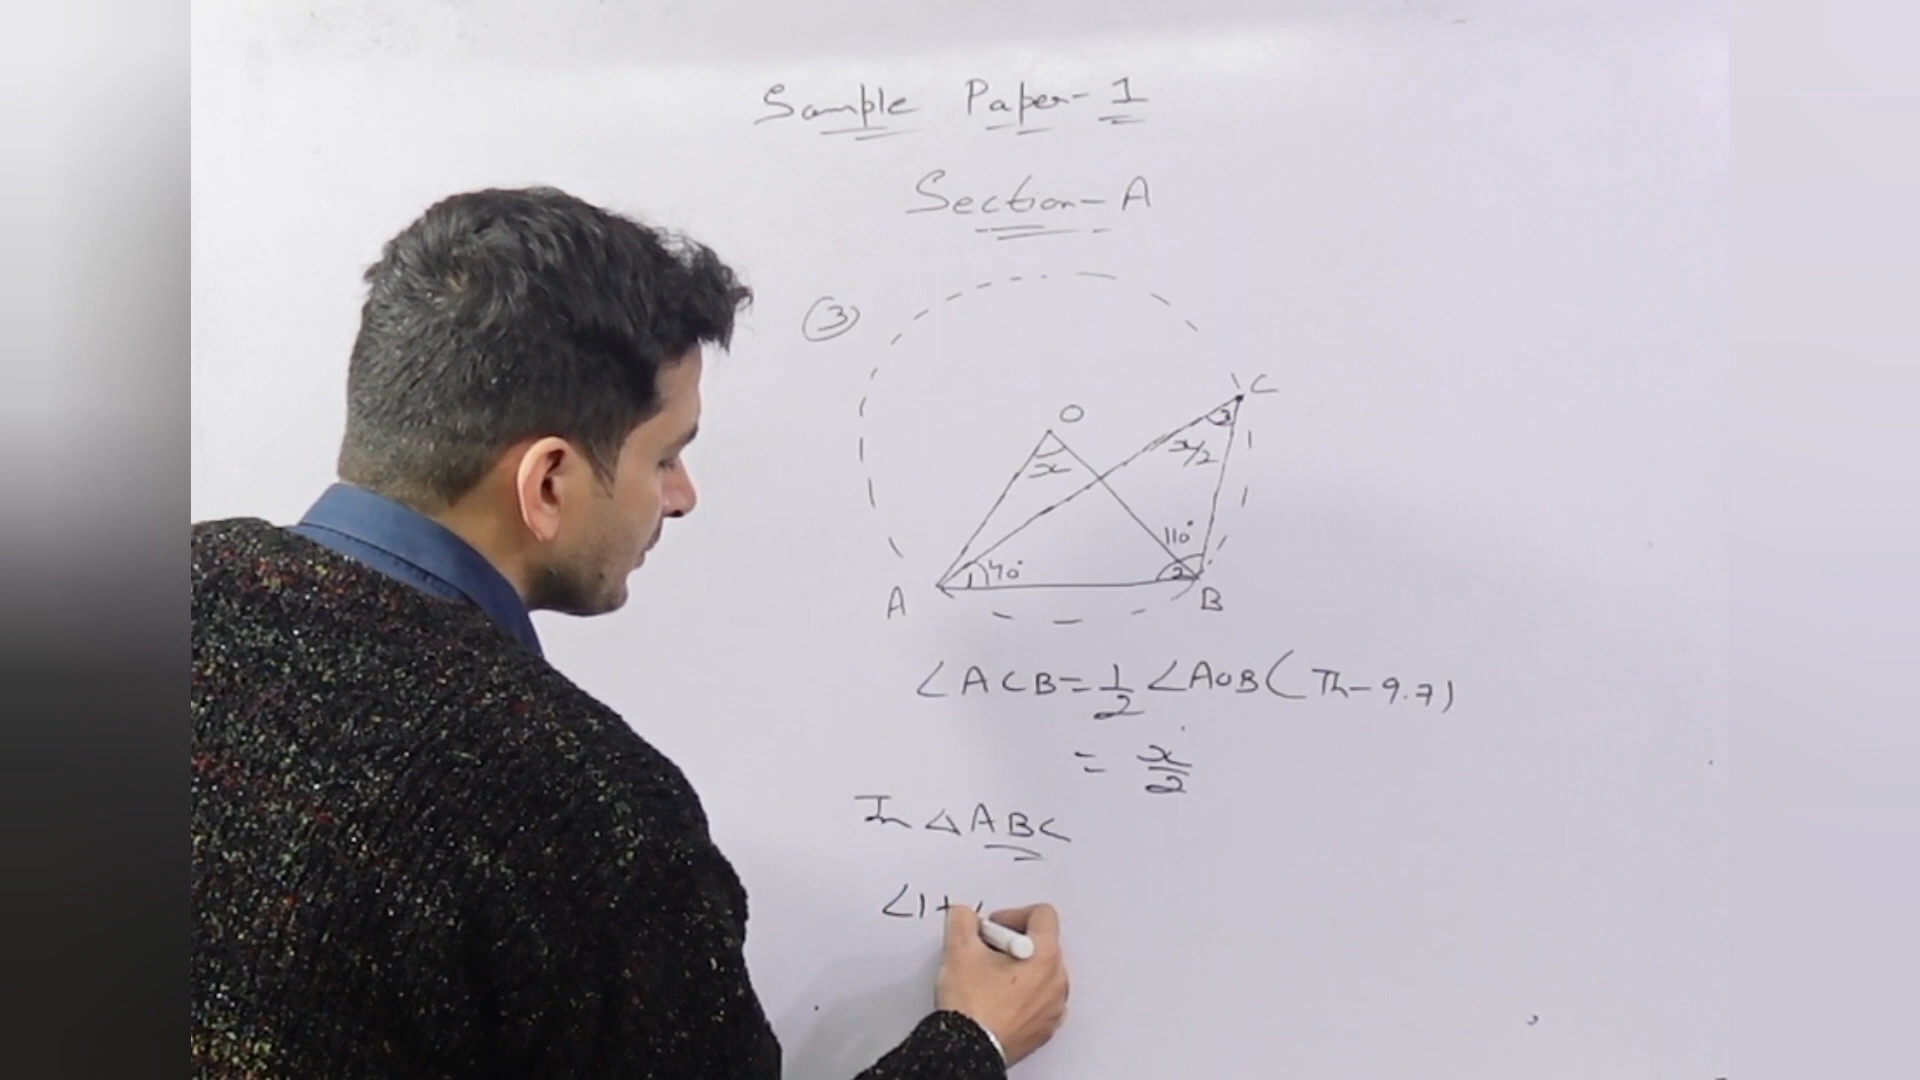 Sample Paper-1
Section-A
3
O
C
3
x
x/2
110°
1 40°
2
A
B
∠ACB=1/2 ∠AOB(Th-9.7)
= x/2
In △ABC
∠1+